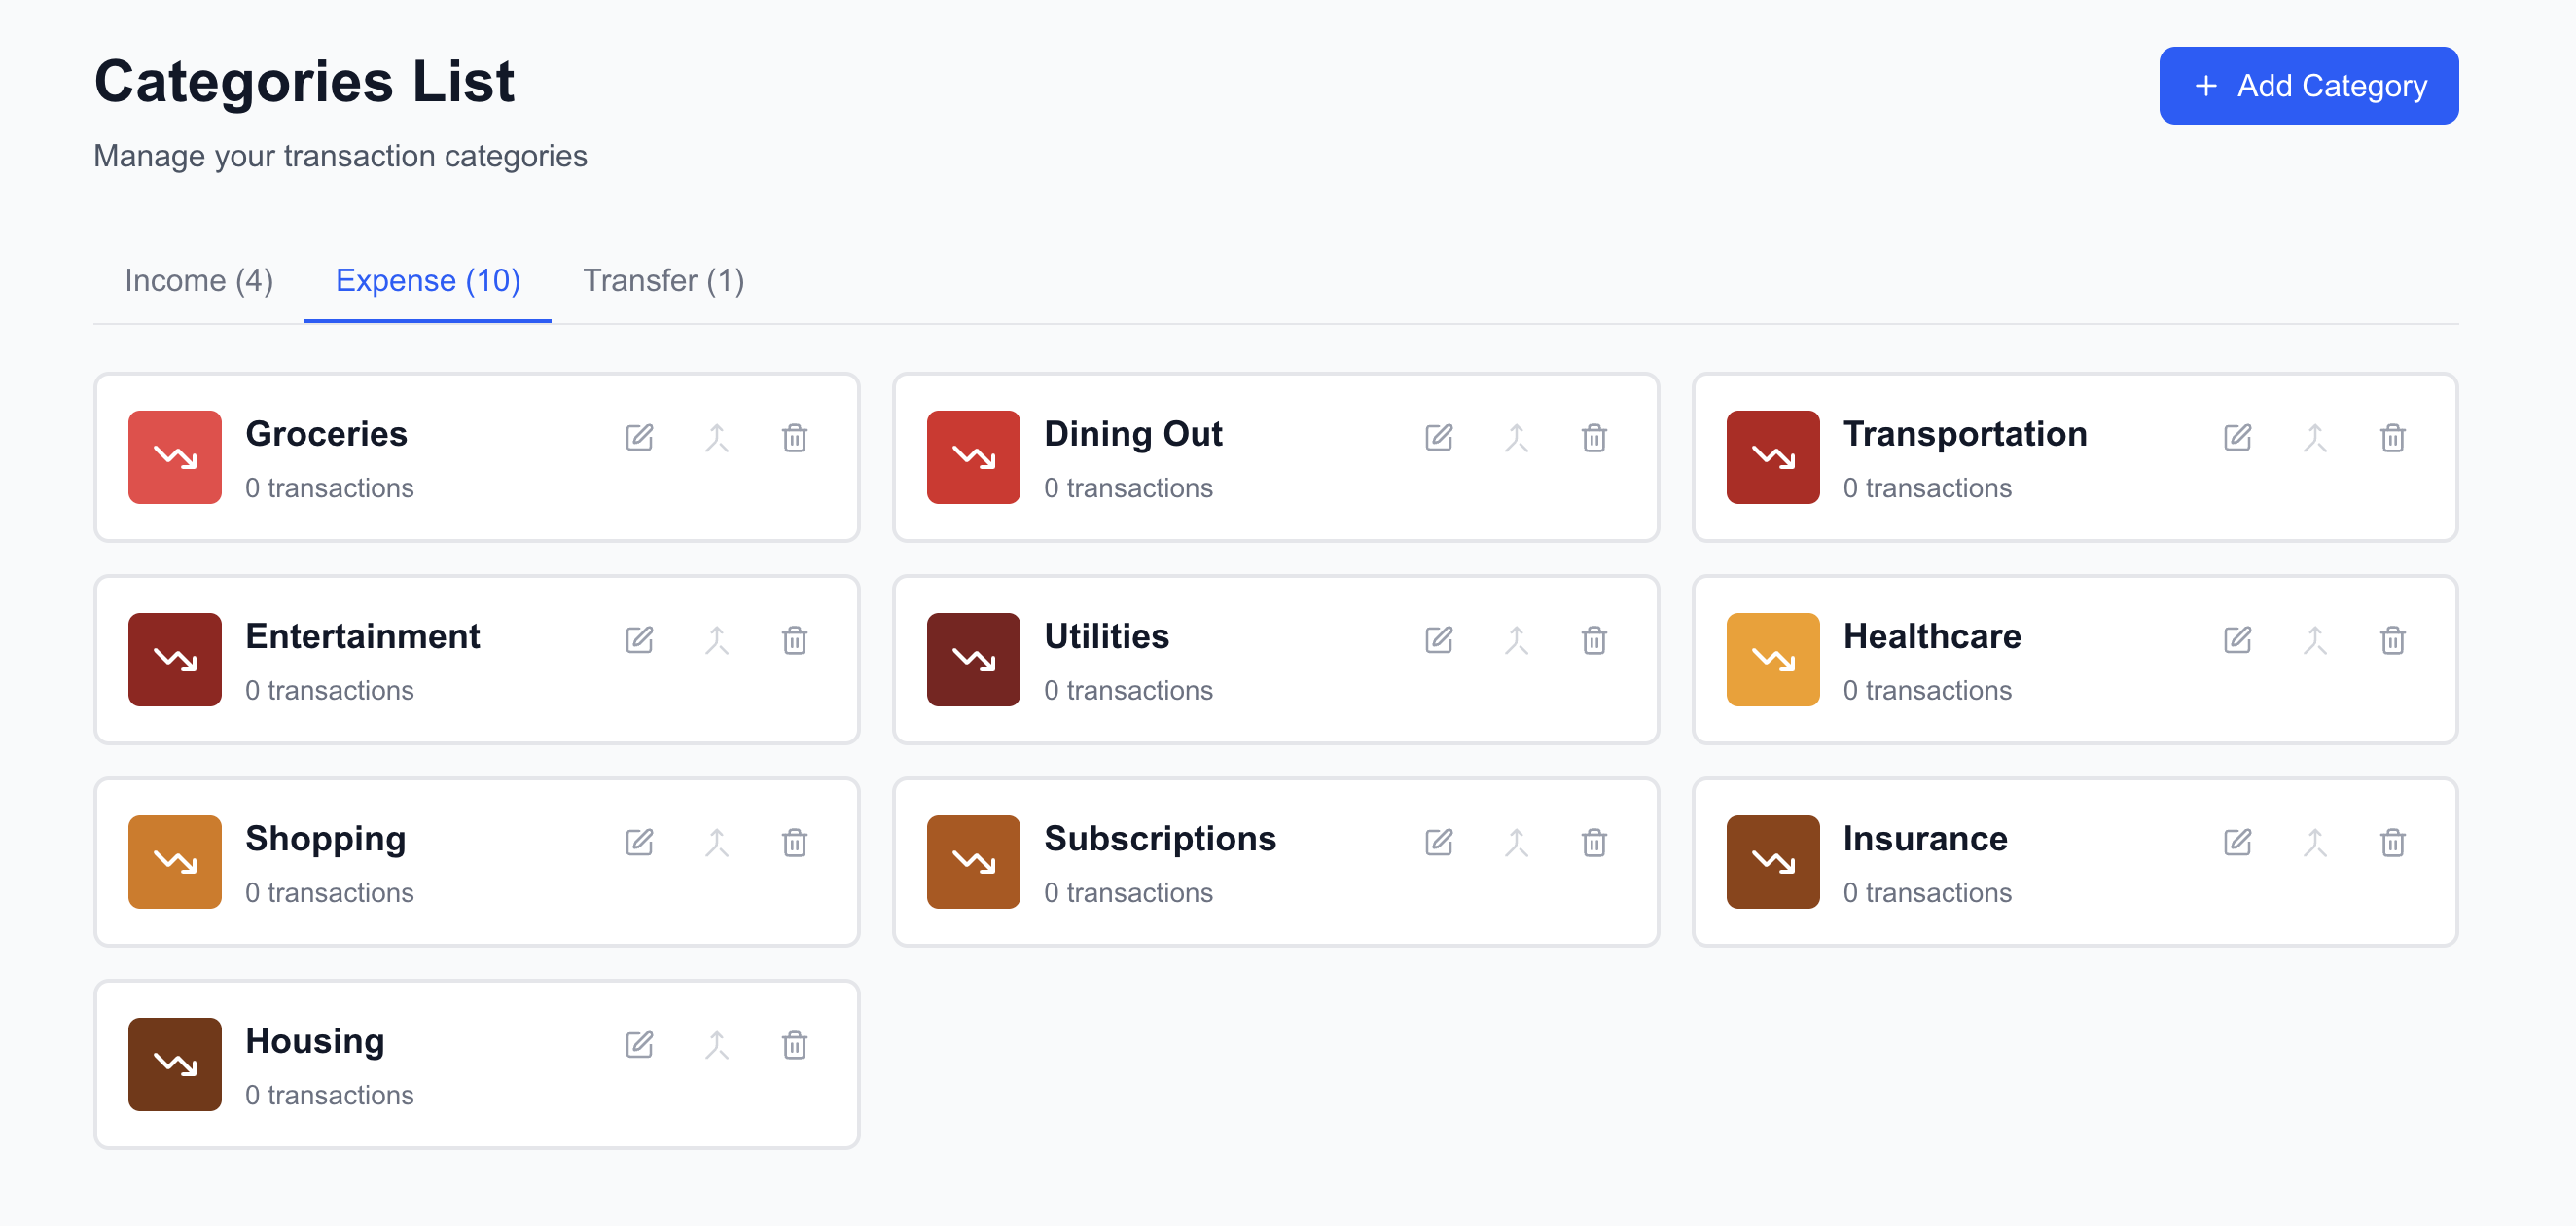 Categories List
+ Add Category
Manage your transaction categories
Income (4)
Expense (10)
Transfer (1)
Groceries
0 transactions
Dining Out
0 transactions
Transportation
0 transactions
Entertainment
0 transactions
Utilities
0 transactions
Healthcare
0 transactions
Shopping
0 transactions
Subscriptions
0 transactions
Insurance
0 transactions
Housing
0 transactions